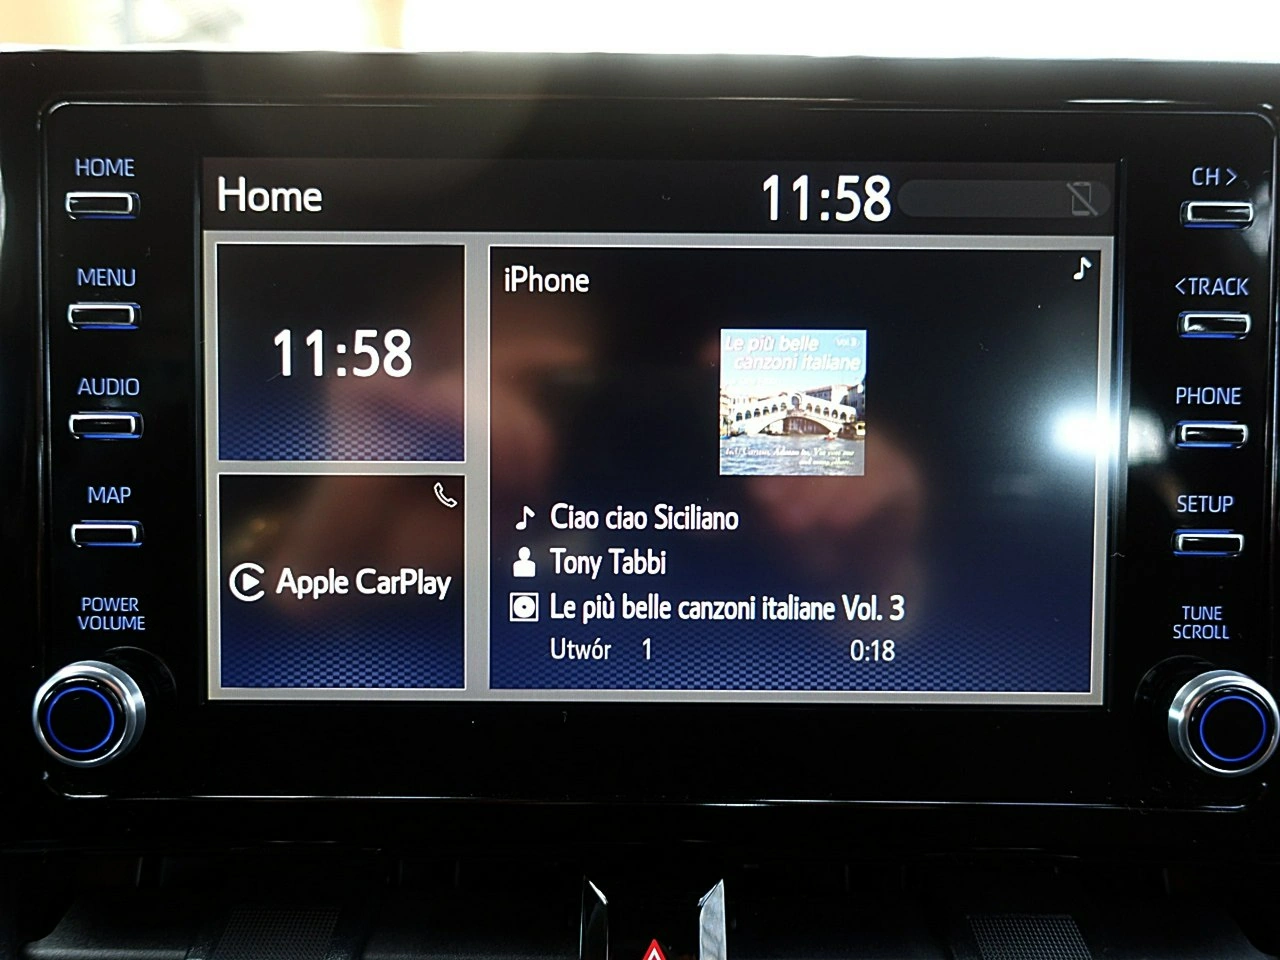 HOME
MENU
AUDIO
MAP
POWER
VOLUME
Home
11:58
11:58
Apple CarPlay
iPhone
Le più belle Vol. 3
canzoni italiane
Ciao ciao Siciliano
Tony Tabbi
Le più belle canzoni italiane Vol. 3
Utwór 1 0:18
CH >
<TRACK
PHONE
SETUP
TUNE
SCROLL